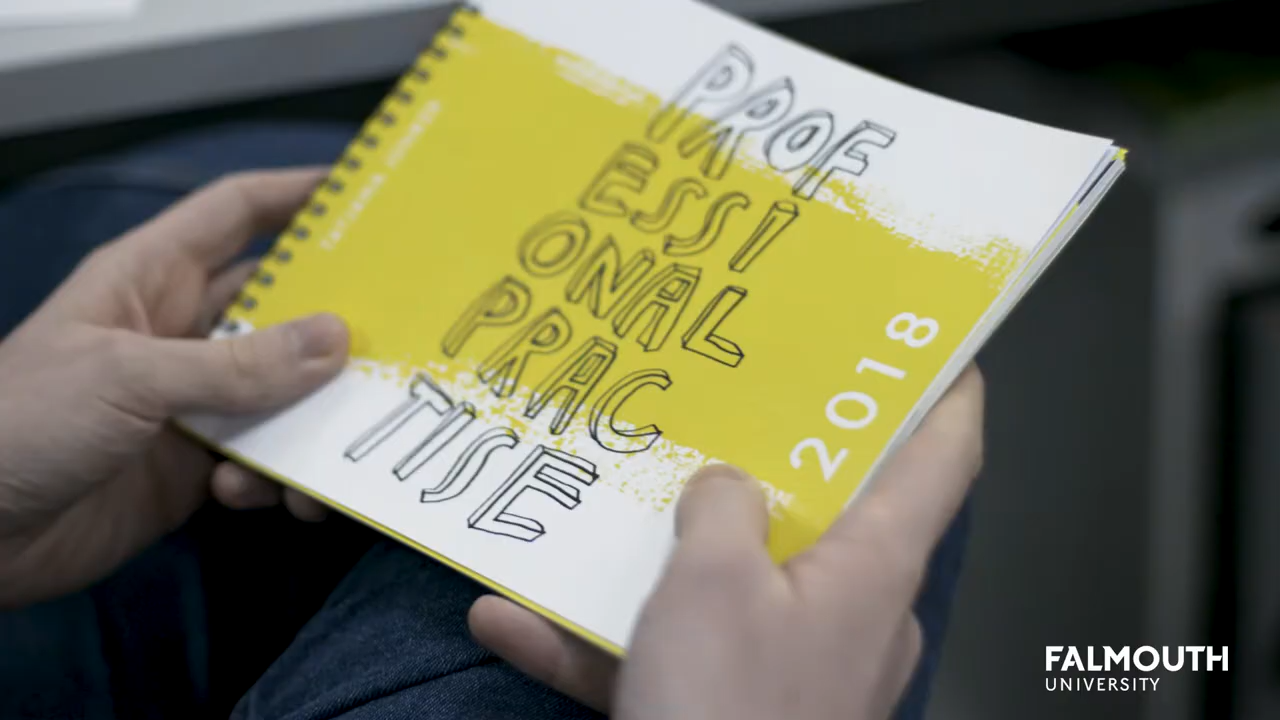 PROF
ESSI
ONAL
PRAC
TISE
2018
FALMOUTH
UNIVERSITY